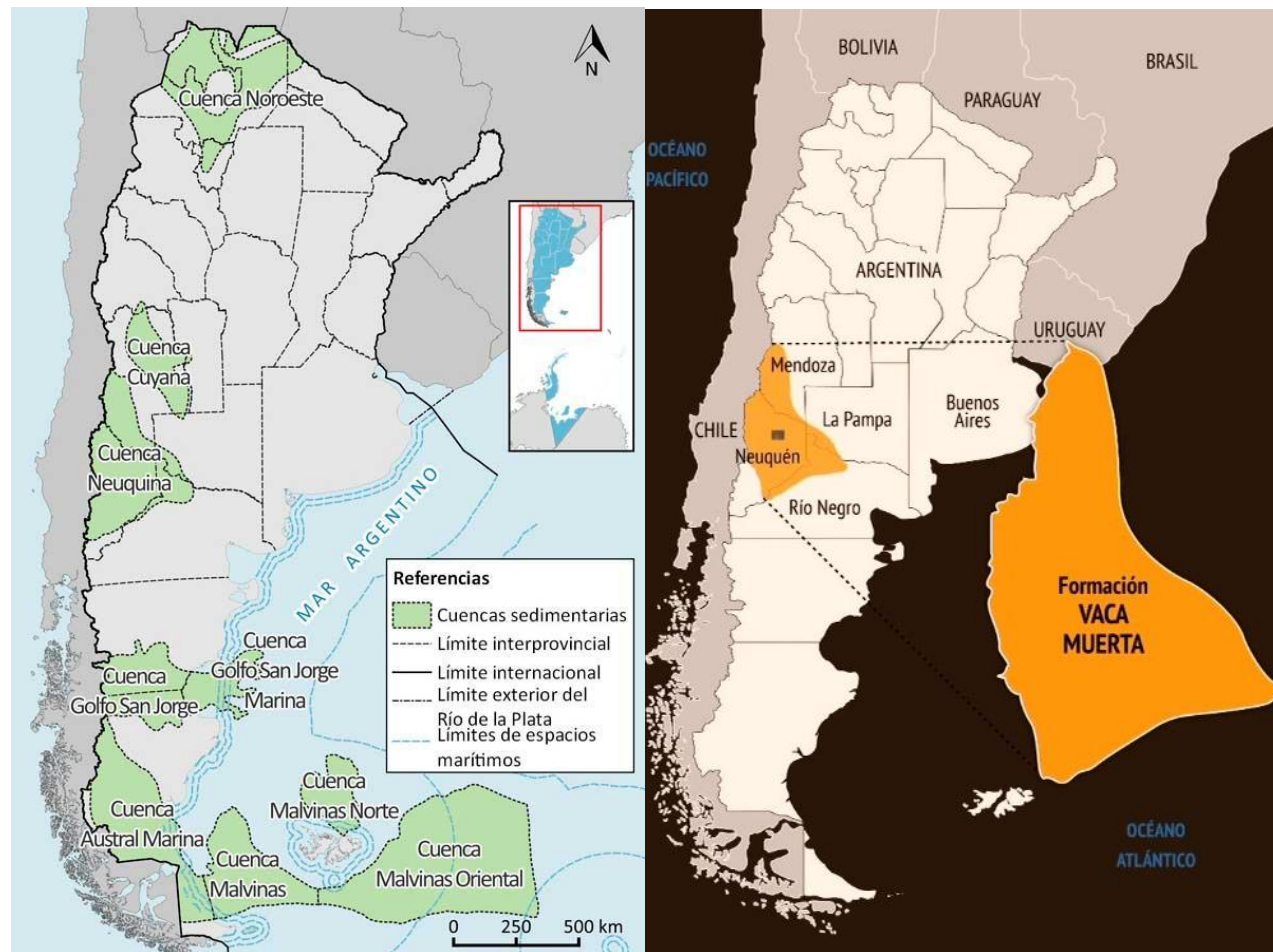 N
Cuenca Noroeste
Cuenca
Cuyana
Cuenca
Neuquina
MAR ARGENTINO
Referencias
Cuencas sedimentarias
Límite interprovincial
Límite internacional
Límite exterior del
Río de la Plata
Límites de espacios
marítimos
Cuenca
Golfo San Jorge
Cuenca
Golfo San Jorge
Marina
Cuenca
Austral Marina
Cuenca
Malvinas Norte
Cuenca
Malvinas
Cuenca
Malvinas Oriental
0 250 500 km
BOLIVIA
BRASIL
PARAGUAY
OCÉANO
PACÍFICO
ARGENTINA
URUGUAY
Mendoza
CHILE
La Pampa
Buenos
Aires
Neuquén
Río Negro
Formación
VACA
MUERTA
OCÉANO
ATLÁNTICO